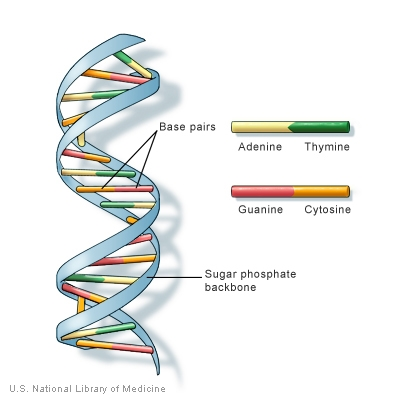 Base pairs
Adenine
Thymine
Guanine
Cytosine
Sugar phosphate
backbone
U.S. National Library of Medicine